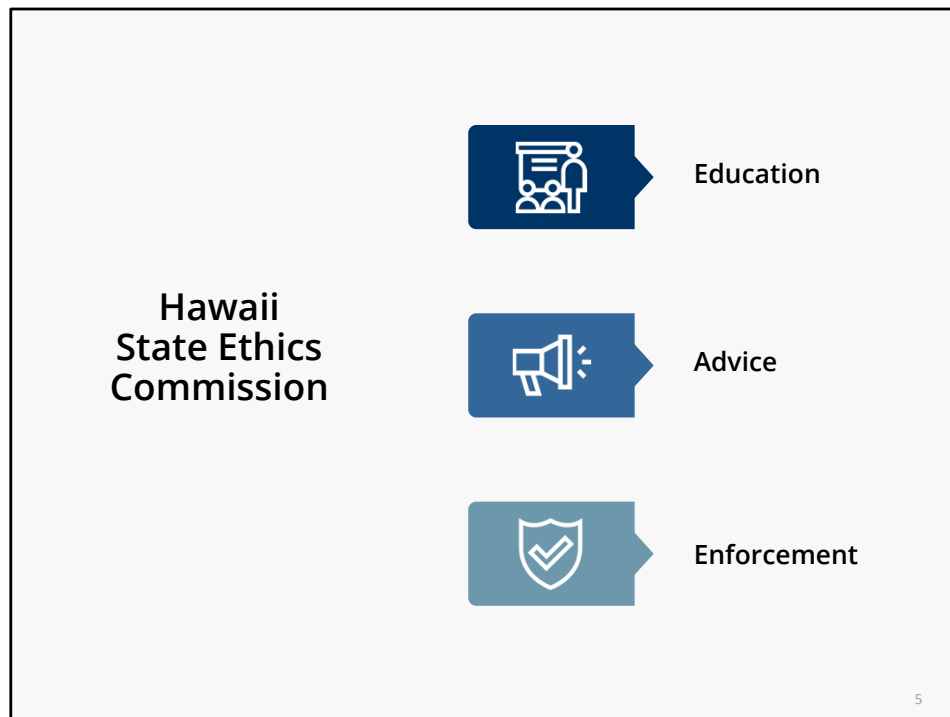 Hawaii
State Ethics
Commission
Education
Advice
Enforcement
5